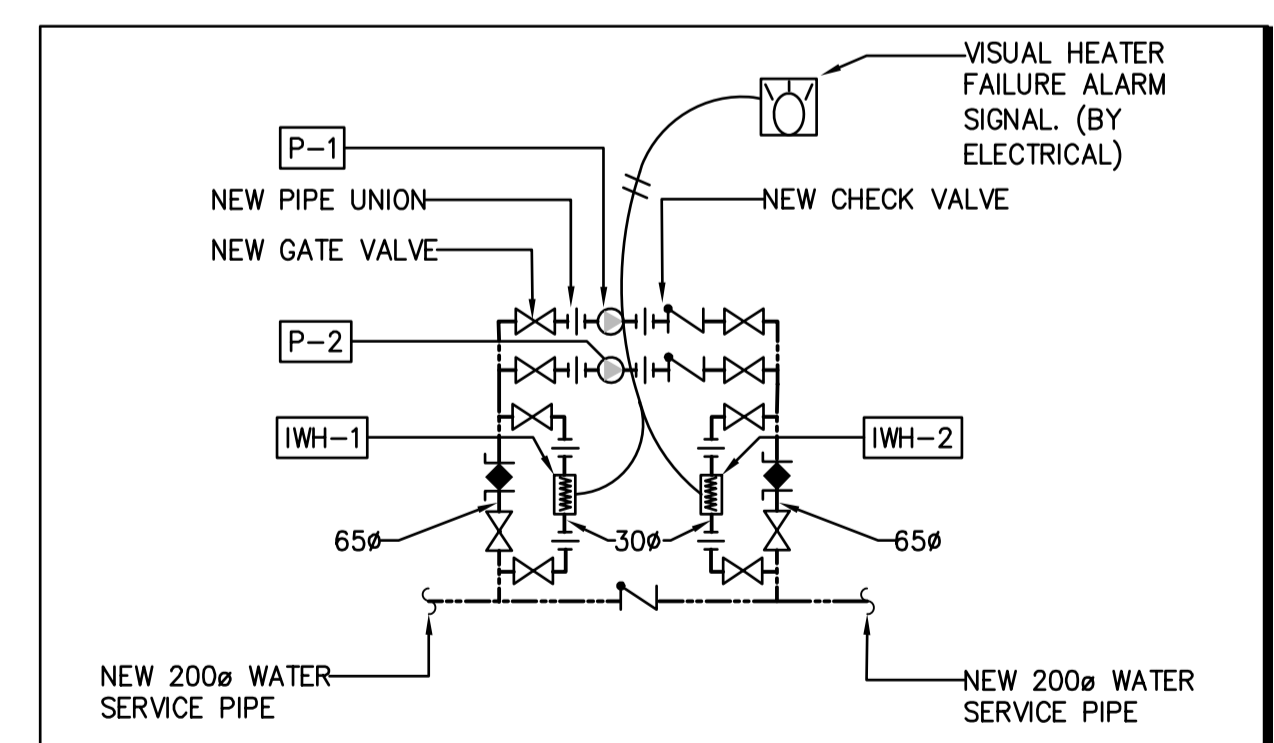 VISUAL HEATER
FAILURE ALARM
SIGNAL. (BY
ELECTRICAL)
P-1
NEW PIPE UNION
NEW CHECK VALVE
NEW GATE VALVE
P-2
IWH-1
IWH-2
65ø
30ø
65ø
NEW 200ø WATER
SERVICE PIPE
NEW 200ø WATER
SERVICE PIPE